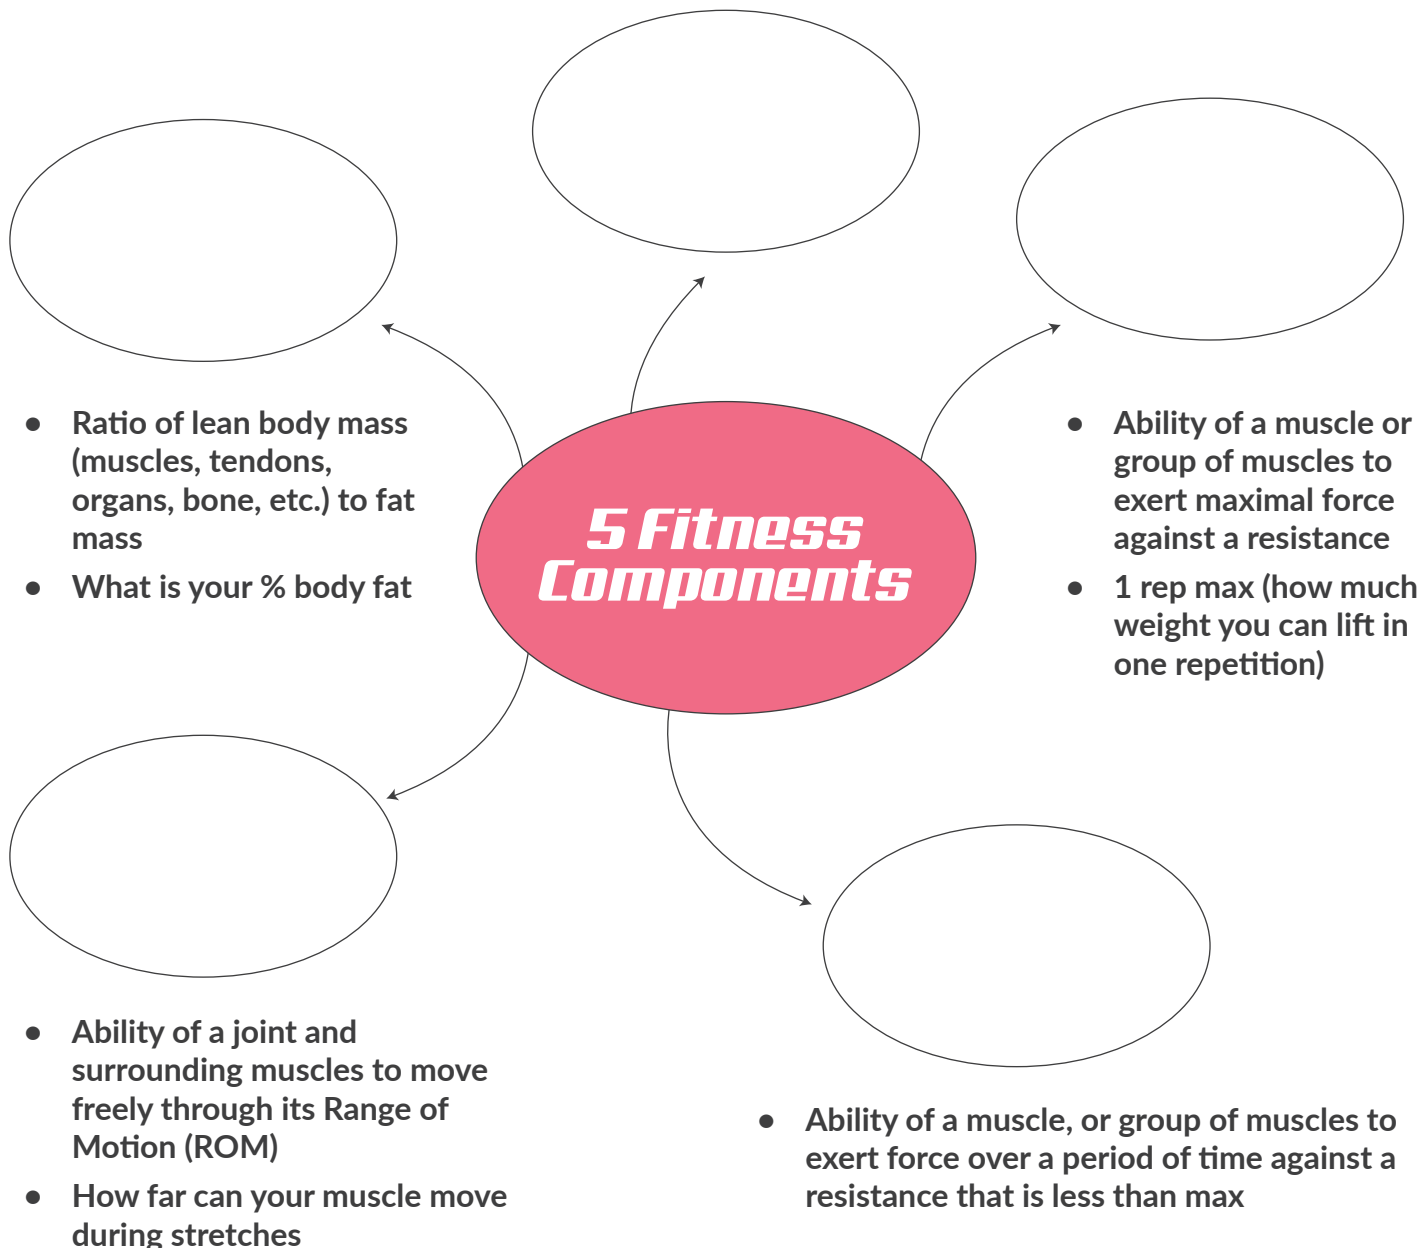 ● Ratio of lean body mass
(muscles, tendons,
organs, bone, etc.) to fat
mass
● What is your % body fat
5 Fitness
Components
● Ability of a muscle or
group of muscles to
exert maximal force
against a resistance
● 1 rep max (how much
weight you can lift in
one repetition)
● Ability of a joint and
surrounding muscles to move
freely through its Range of
Motion (ROM)
● How far can your muscle move
during stretches
● Ability of a muscle, or group of muscles to
exert force over a period of time against a
resistance that is less than max